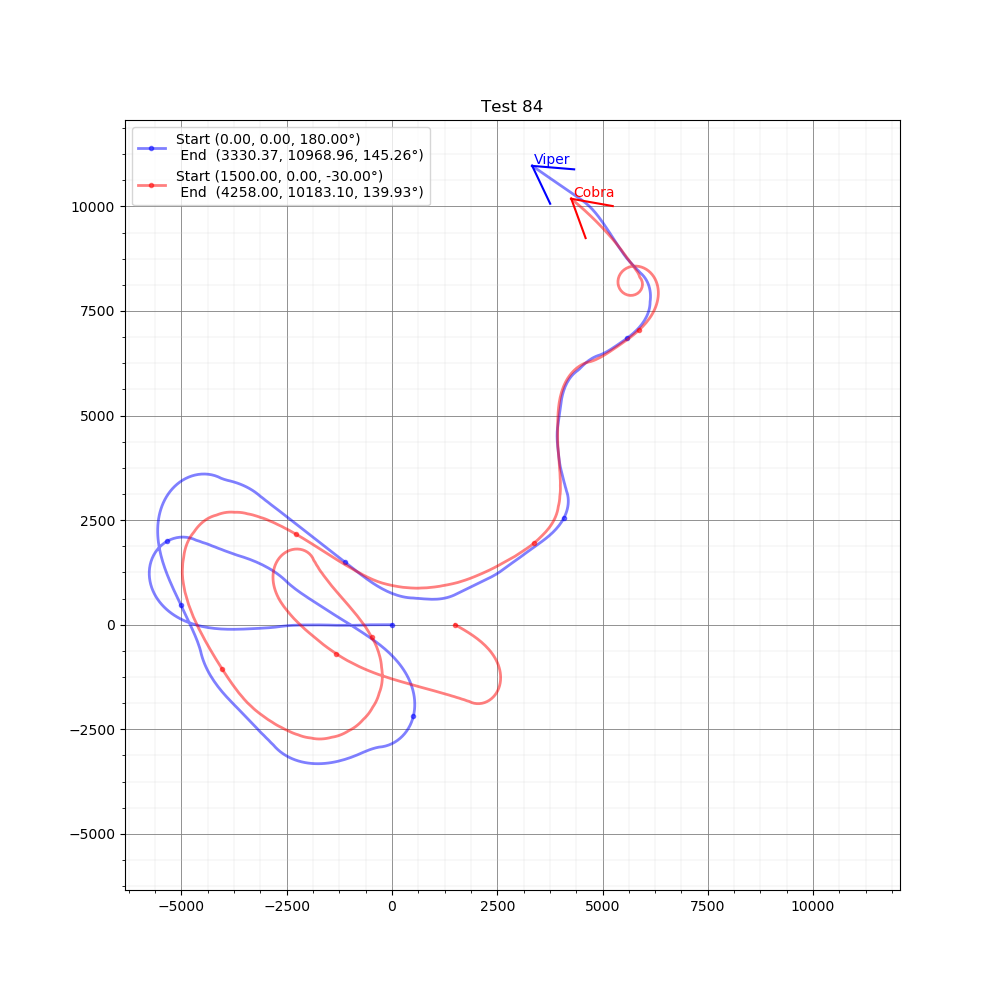 Test 84
Start (0.00, 0.00, 180.00°)
End (3330.37, 10968.96, 145.26°)
Start (1500.00, 0.00, -30.00°)
End (4258.00, 10183.10, 139.93°)
Viper
Cobra
10000
7500
5000
2500
0
−2500
−5000
−5000
−2500
0
2500
5000
7500
10000